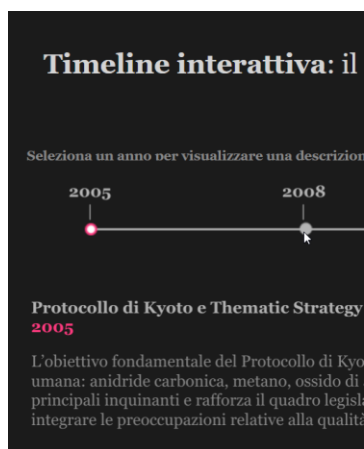 Timeline interattiva: il
Seleziona un anno per visualizzare una descrizion
2005
2008
Protocollo di Kyoto e Thematic Strategy
2005
L'obiettivo fondamentale del Protocollo di Kyo
umana: anidride carbonica, metano, ossido di
principali inquinanti e rafforza il quadro legisla
integrare le preoccupazioni relative alla qualità